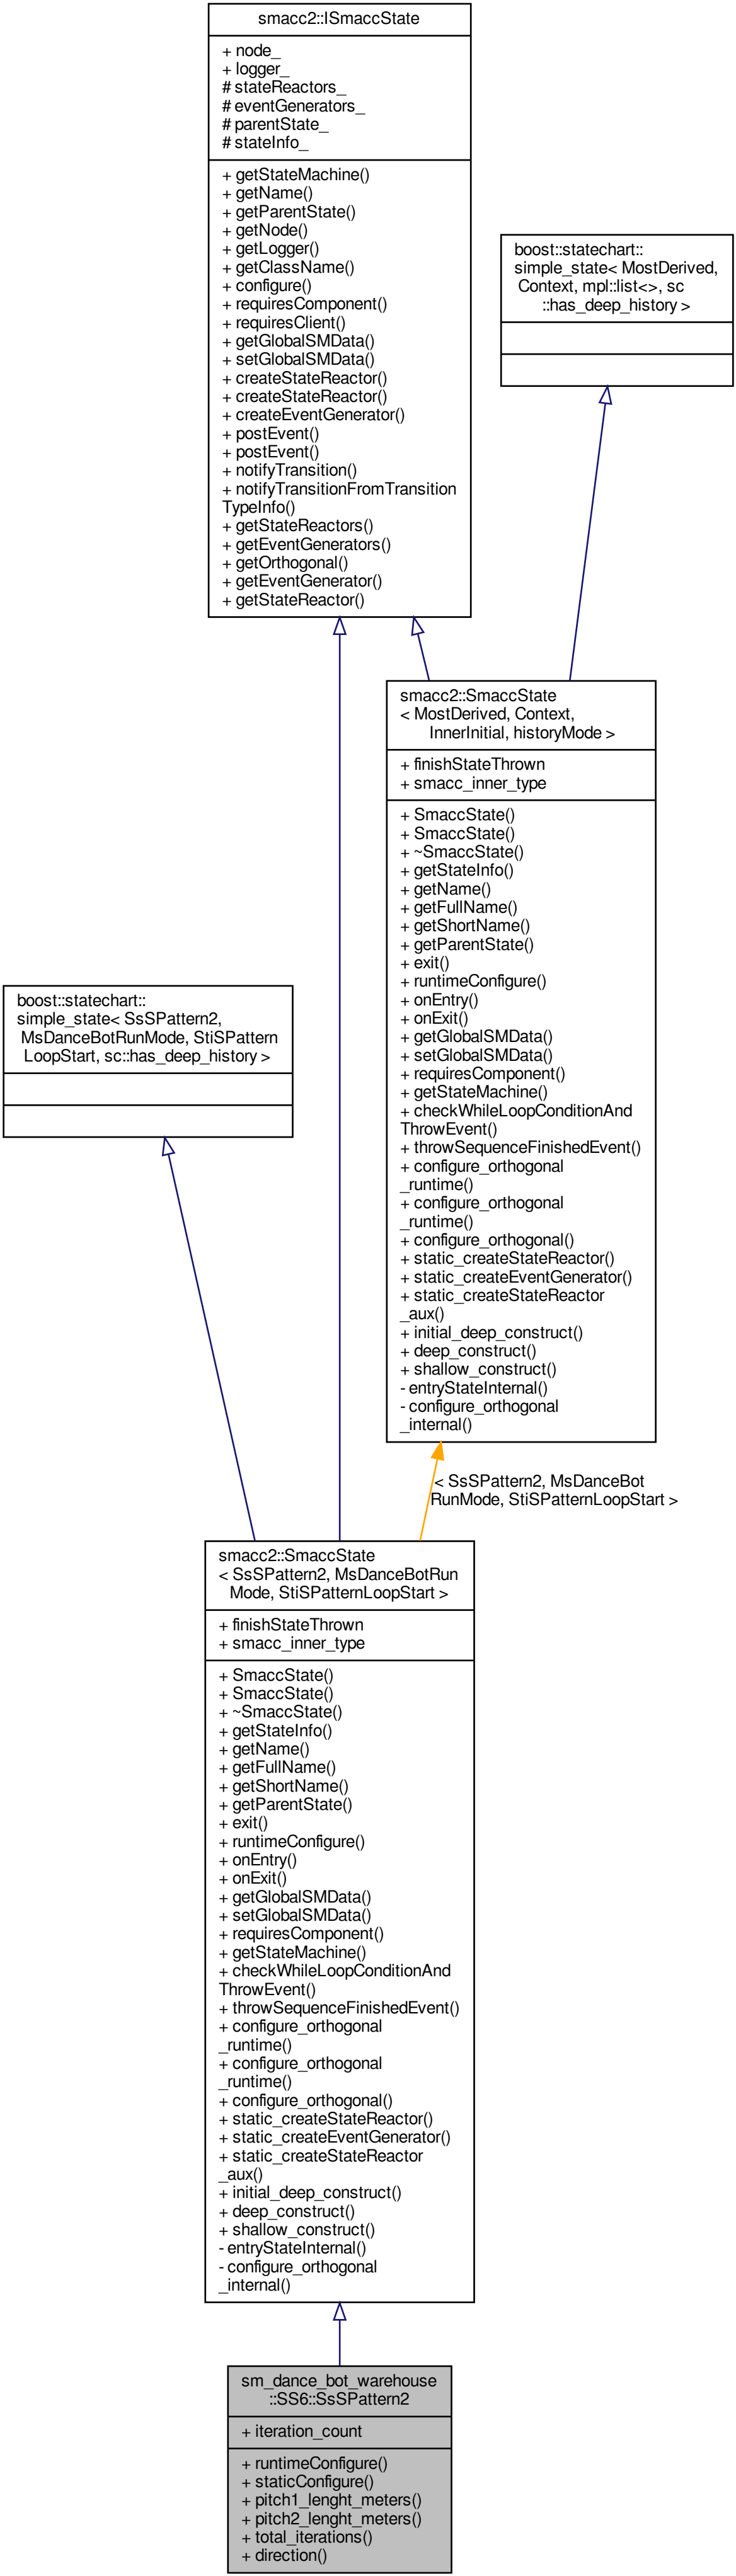 smacc2::ISmaccState
+ node_
+ logger_
# stateReactors_
# eventGenerators_
# parentState_
# stateInfo_
+ getStateMachine()
+ getName()
+ getParentState()
+ getNode()
+ getLogger()
+ getClassName()
+ configure()
+ requiresComponent()
+ requiresClient()
+ getGlobalSMData()
+ setGlobalSMData()
+ createStateReactor()
+ createStateReactor()
+ createEventGenerator()
+ postEvent()
+ postEvent()
+ notifyTransition()
+ notifyTransitionFromTransition
TypeInfo()
+ getStateReactors()
+ getEventGenerators()
+ getOrthogonal()
+ getEventGenerator()
+ getStateReactor()
boost::statechart::
simple_state< MostDerived,
Context, mpl::list<>, sc
::has_deep_history >
smacc2::SmaccState
< MostDerived, Context,
InnerInitial, historyMode >
+ finishStateThrown
+ smacc_inner_type
+ SmaccState()
+ SmaccState()
+ ~SmaccState()
+ getStateInfo()
+ getName()
+ getFullName()
+ getShortName()
+ getParentState()
+ exit()
+ runtimeConfigure()
+ onEntry()
+ onExit()
+ getGlobalSMData()
+ setGlobalSMData()
+ requiresComponent()
+ getStateMachine()
+ checkWhileLoopConditionAnd
ThrowEvent()
+ throwSequenceFinishedEvent()
+ configure_orthogonal
_runtime()
+ configure_orthogonal
_runtime()
+ configure_orthogonal()
+ static_createStateReactor()
+ static_createEventGenerator()
+ static_createStateReactor
_aux()
+ initial_deep_construct()
+ deep_construct()
+ shallow_construct()
- entryStateInternal()
- configure_orthogonal
_internal()
boost::statechart::
simple_state< SsSPattern2,
MsDanceBotRunMode, StiSPattern
LoopStart, sc::has_deep_history >
< SsSPattern2, MsDanceBot
RunMode, StiSPatternLoopStart >
smacc2::SmaccState
< SsSPattern2, MsDanceBotRun
Mode, StiSPatternLoopStart >
+ finishStateThrown
+ smacc_inner_type
+ SmaccState()
+ SmaccState()
+ ~SmaccState()
+ getStateInfo()
+ getName()
+ getFullName()
+ getShortName()
+ getParentState()
+ exit()
+ runtimeConfigure()
+ onEntry()
+ onExit()
+ getGlobalSMData()
+ setGlobalSMData()
+ requiresComponent()
+ getStateMachine()
+ checkWhileLoopConditionAnd
ThrowEvent()
+ throwSequenceFinishedEvent()
+ configure_orthogonal
_runtime()
+ configure_orthogonal
_runtime()
+ configure_orthogonal()
+ static_createStateReactor()
+ static_createEventGenerator()
+ static_createStateReactor
_aux()
+ initial_deep_construct()
+ deep_construct()
+ shallow_construct()
- entryStateInternal()
- configure_orthogonal
_internal()
sm_dance_bot_warehouse
::SS6::SsSPattern2
+ iteration_count
+ runtimeConfigure()
+ staticConfigure()
+ pitch1_lenght_meters()
+ pitch2_lenght_meters()
+ total_iterations()
+ direction()